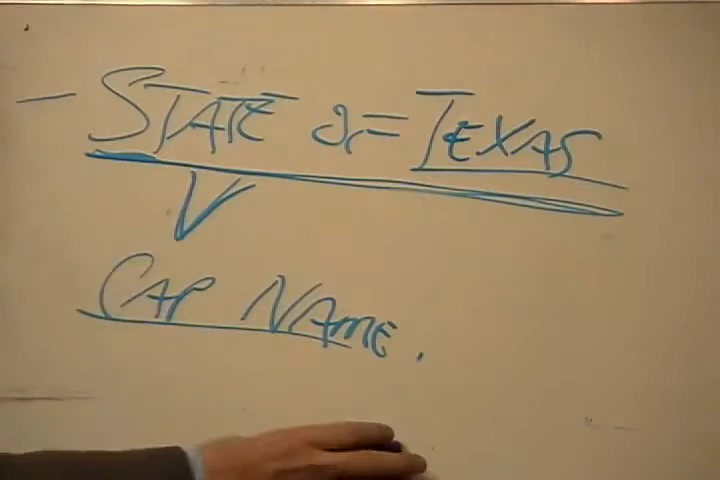 - STATE of = TEXAS
V
CAP NAME.